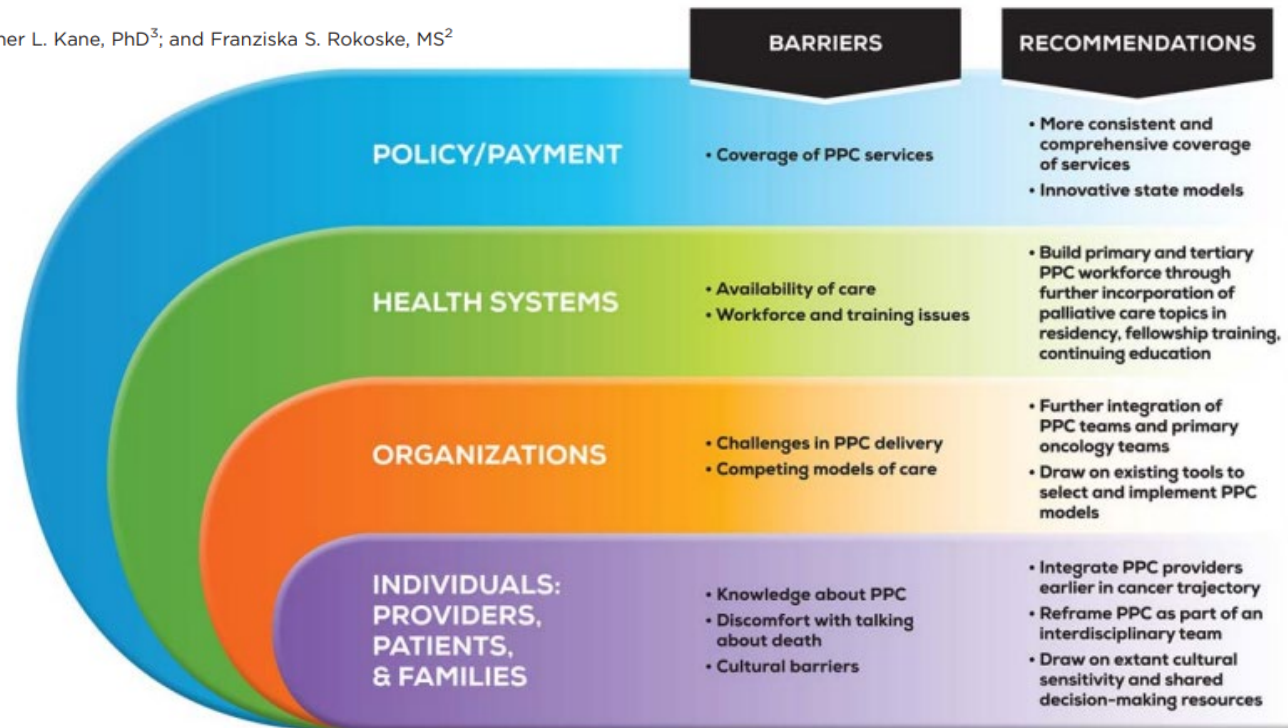 ner L. Kane, PhD3; and Franziska S. Rokoske, MS2
BARRIERS
RECOMMENDATIONS
POLICY/PAYMENT
• Coverage of PPC services
• More consistent and
comprehensive coverage
of services
• Innovative state models
HEALTH SYSTEMS
• Availability of care
• Workforce and training issues
• Build primary and tertiary
PPC workforce through
further incorporation of
palliative care topics in
residency, fellowship training,
continuing education
ORGANIZATIONS
• Challenges in PPC delivery
• Competing models of care
• Further integration of
PPC teams and primary
oncology teams
• Draw on existing tools to
select and implement PPC
models
INDIVIDUALS:
PROVIDERS,
PATIENTS,
& FAMILIES
• Knowledge about PPC
• Discomfort with talking
about death
• Cultural barriers
• Integrate PPC providers
earlier in cancer trajectory
• Reframe PPC as part of an
interdisciplinary team
• Draw on extant cultural
sensitivity and shared
decision-making resources